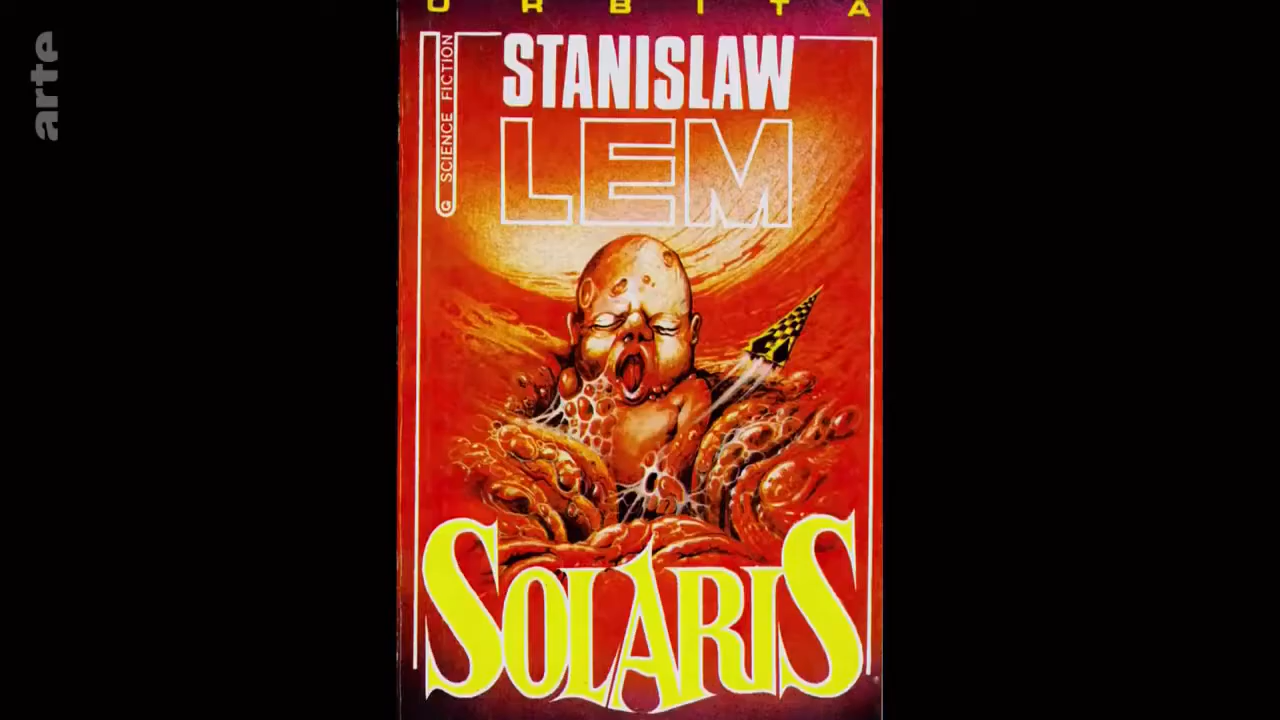 arte
ORBITA
G SCIENCE FICTION
STANISLAW
LEM
SOLARIS